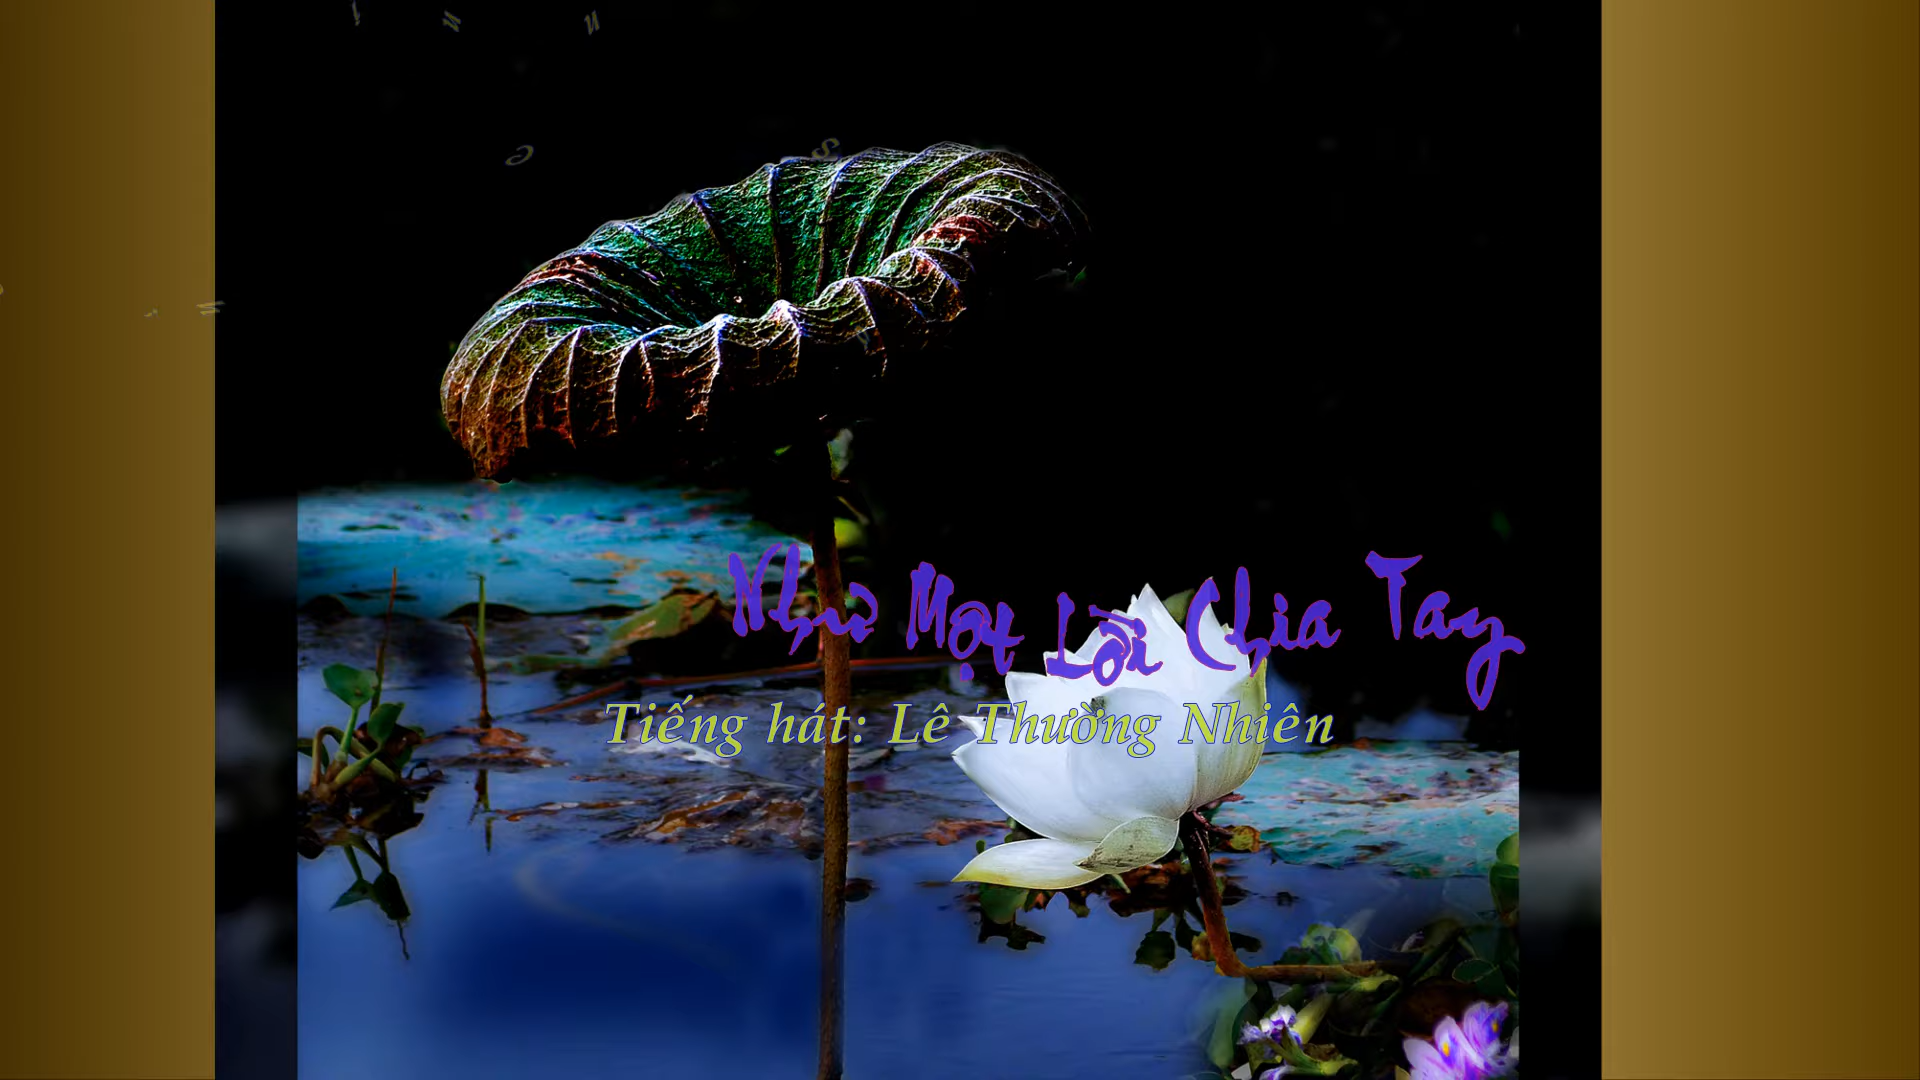 Như Một Lời Chia Tay
Tiếng hát: Lê Thường Nhiên